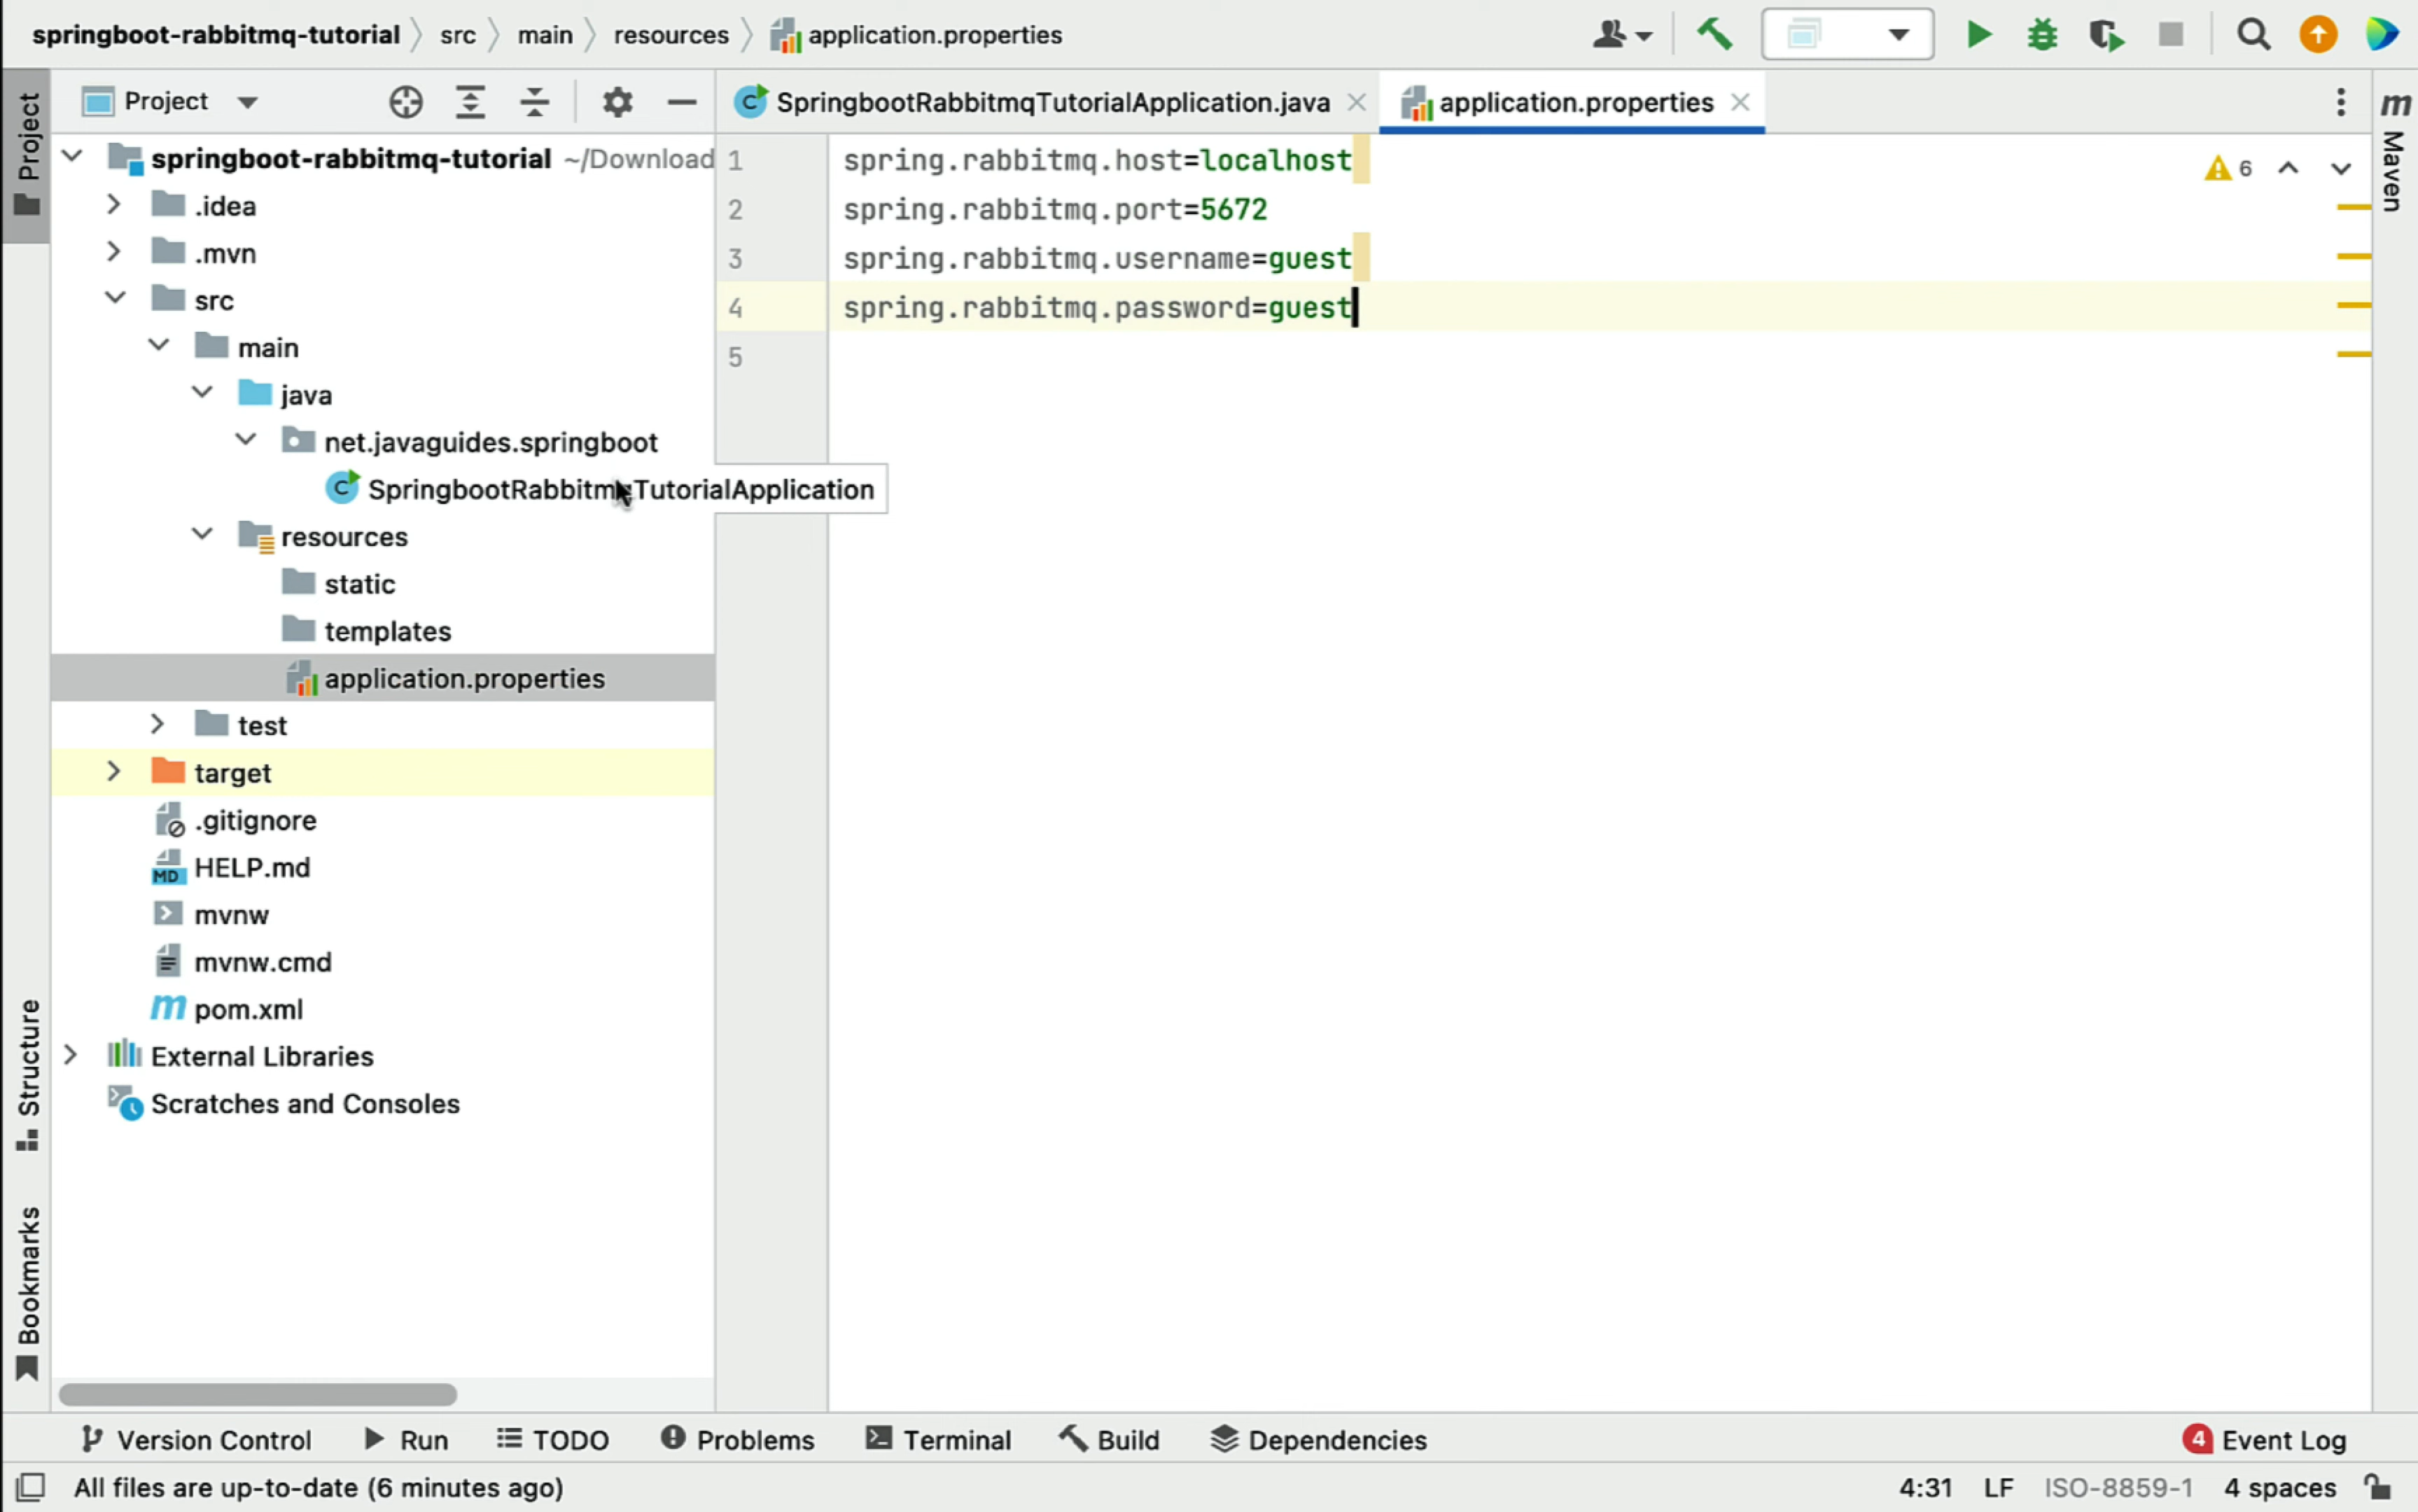 springboot-rabbitmq-tutorial src main resources application.properties
Project
SpringbootRabbitmqTutorialApplication.java
application.properties
m
Project
Maven
springboot-rabbitmq-tutorial ~/Download
.idea
.mvn
src
main
java
net.javaguides.springboot
SpringbootRabbitmqTutorialApplication
resources
static
templates
application.properties
test
target
.gitignore
HELP.md
mvnw
mvnw.cmd
pom.xml
External Libraries
Scratches and Consoles
1 spring.rabbitmq.host=localhost
2 spring.rabbitmq.port=5672
3 spring.rabbitmq.username=guest
4 spring.rabbitmq.password=guest
5
6
Structure
Bookmarks
Version Control Run TODO Problems Terminal Build Dependencies 4 Event Log
All files are up-to-date (6 minutes ago) 4:31 LF ISO-8859-1 4 spaces